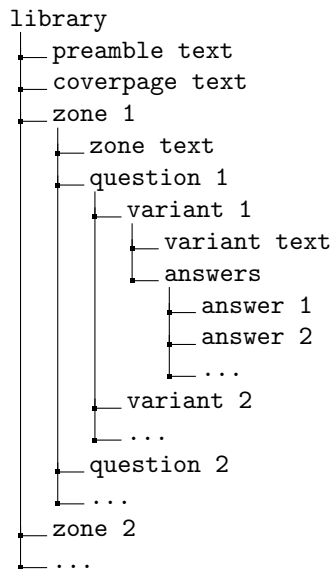 library
preamble text
coverpage text
zone 1
zone text
question 1
variant 1
variant text
answers
answer 1
answer 2
...
variant 2
...
question 2
...
zone 2
...